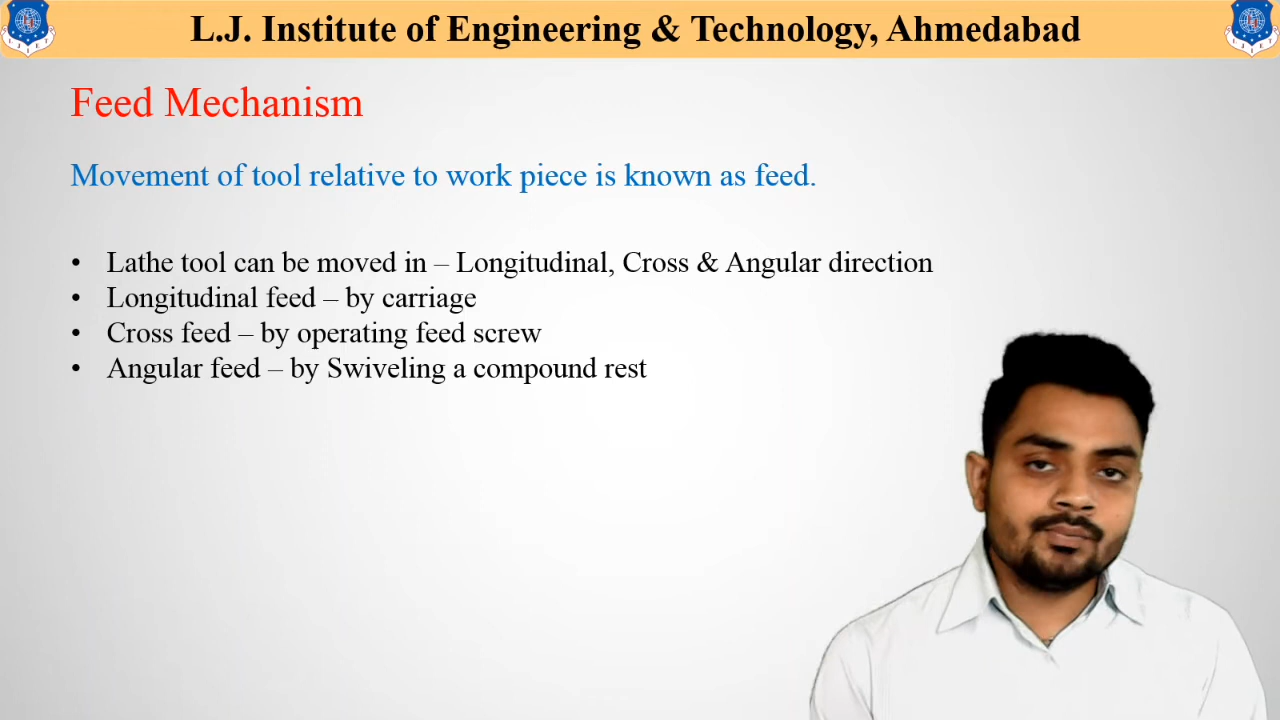 L.J. Institute of Engineering & Technology, Ahmedabad
Feed Mechanism
Movement of tool relative to work piece is known as feed.
• Lathe tool can be moved in – Longitudinal, Cross & Angular direction
• Longitudinal feed – by carriage
• Cross feed – by operating feed screw
• Angular feed – by Swiveling a compound rest